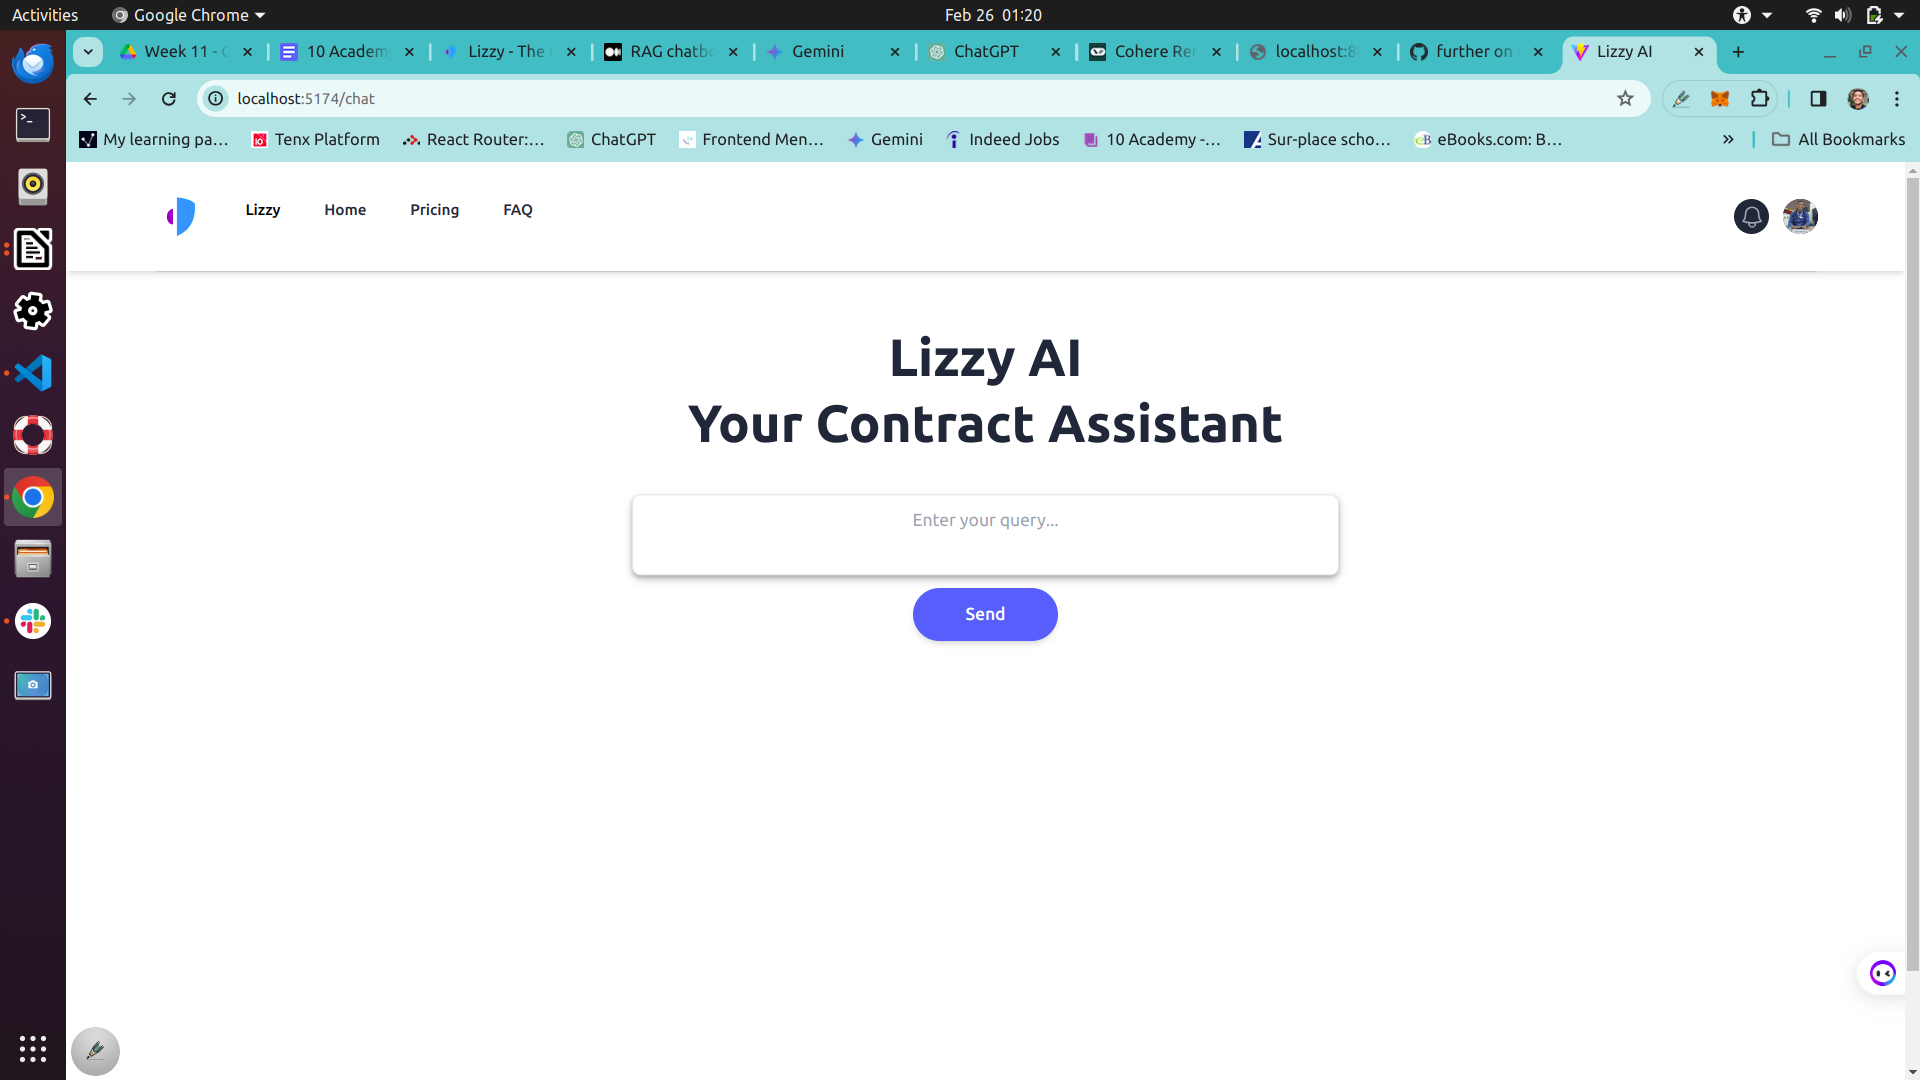 Activities
Google Chrome
Feb 26 01:20
Week 11 -
10 Academ
Lizzy - The
RAG chatb
Gemini
ChatGPT
Cohere Re
localhost:8
further on
Lizzy AI
localhost:5174/chat
My learning pa...
Tenx Platform
React Router:...
ChatGPT
Frontend Men...
Gemini
Indeed Jobs
10 Academy -...
Sur-place scho...
eBooks.com: B...
»
All Bookmarks
Lizzy
Home
Pricing
FAQ
Lizzy AI
Your Contract Assistant
Enter your query...
Send